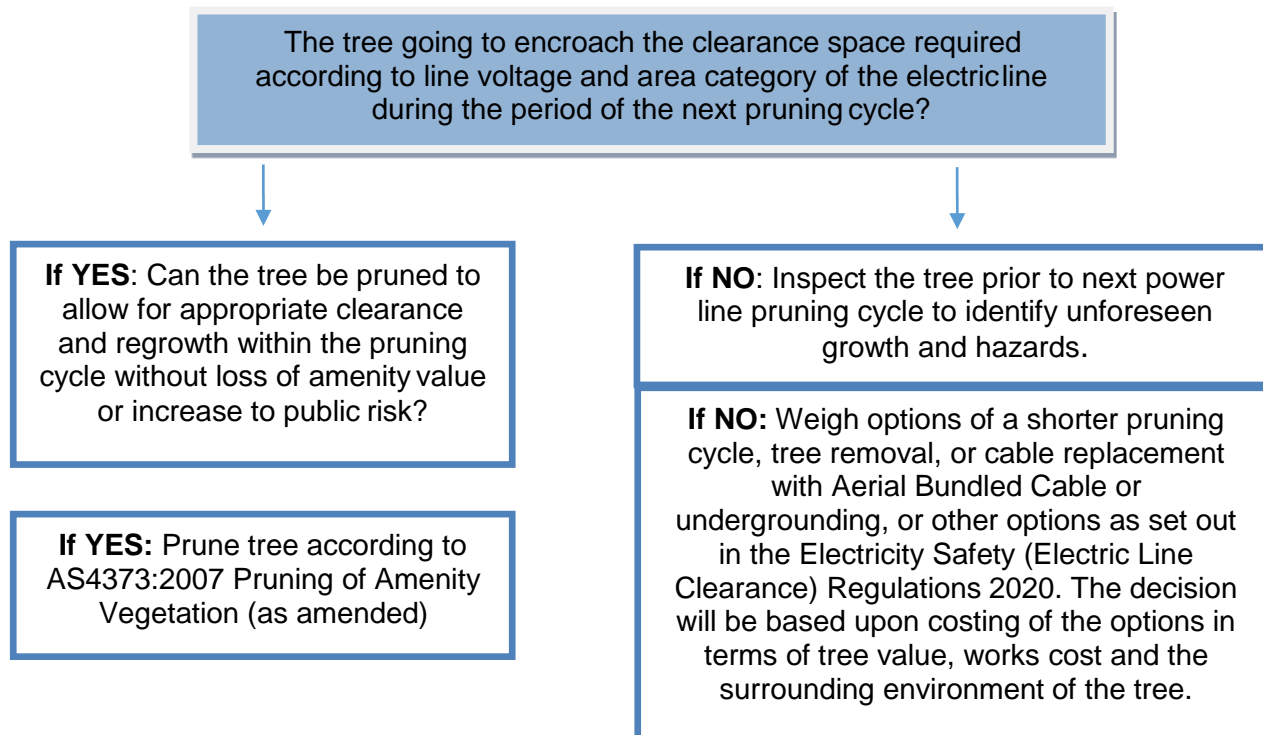 The tree going to encroach the clearance space required
according to line voltage and area category of the electricline
during the period of the next pruning cycle?
If YES: Can the tree be pruned to
allow for appropriate clearance
and regrowth within the pruning
cycle without loss of amenity value
or increase to public risk?
If NO: Inspect the tree prior to next power
line pruning cycle to identify unforeseen
growth and hazards.
If YES: Prune tree according to
AS4373:2007 Pruning of Amenity
Vegetation (as amended)
If NO: Weigh options of a shorter pruning
cycle, tree removal, or cable replacement
with Aerial Bundled Cable or
undergrounding, or other options as set out
in the Electricity Safety (Electric Line
Clearance) Regulations 2020. The decision
will be based upon costing of the options in
terms of tree value, works cost and the
surrounding environment of the tree.